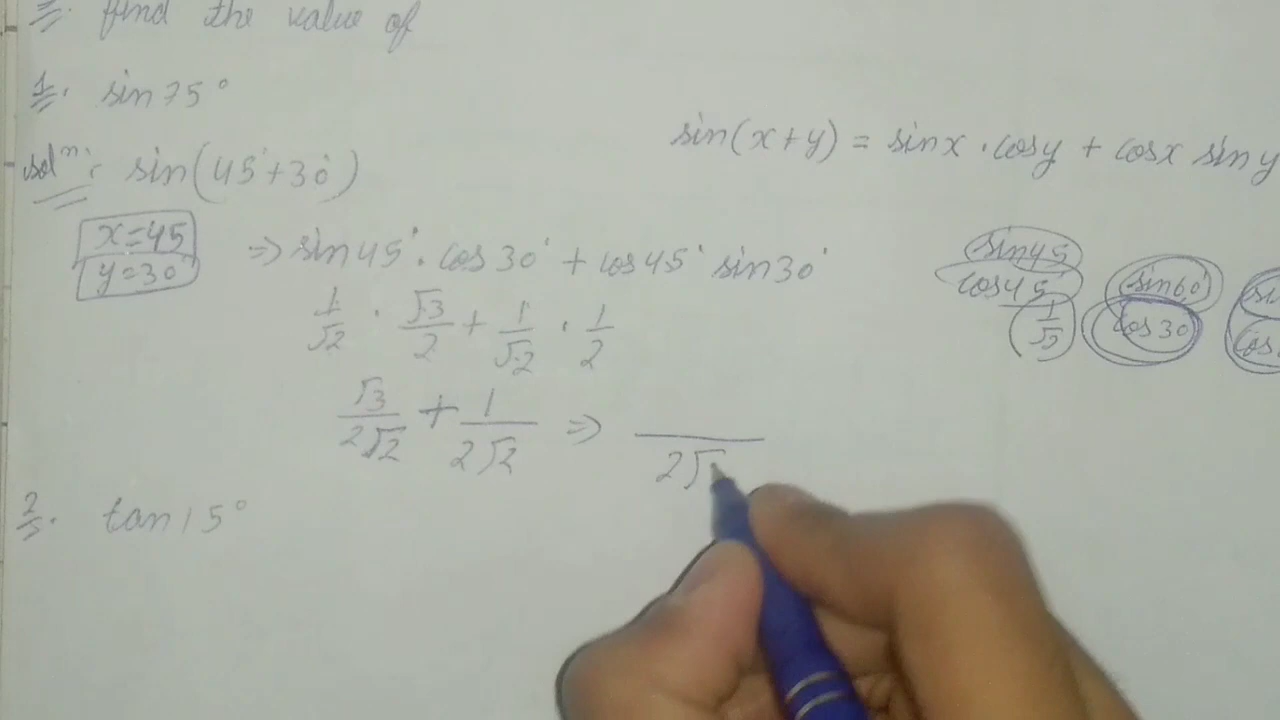 =. find the value of
1. sin75°
solⁿ: sin(45°+30°)
sin(x+y) = sinx.cosy + cosx siny
x=45
y=30°
=> sin45°.cos30° + cos45° sin30°
sin45
cos45°
1/√2
sin60°
cos30
1/√2 . √3/2 + 1/√2 . 1/2
√3/2√2 + 1/2√2 => /2√
2. tan15°